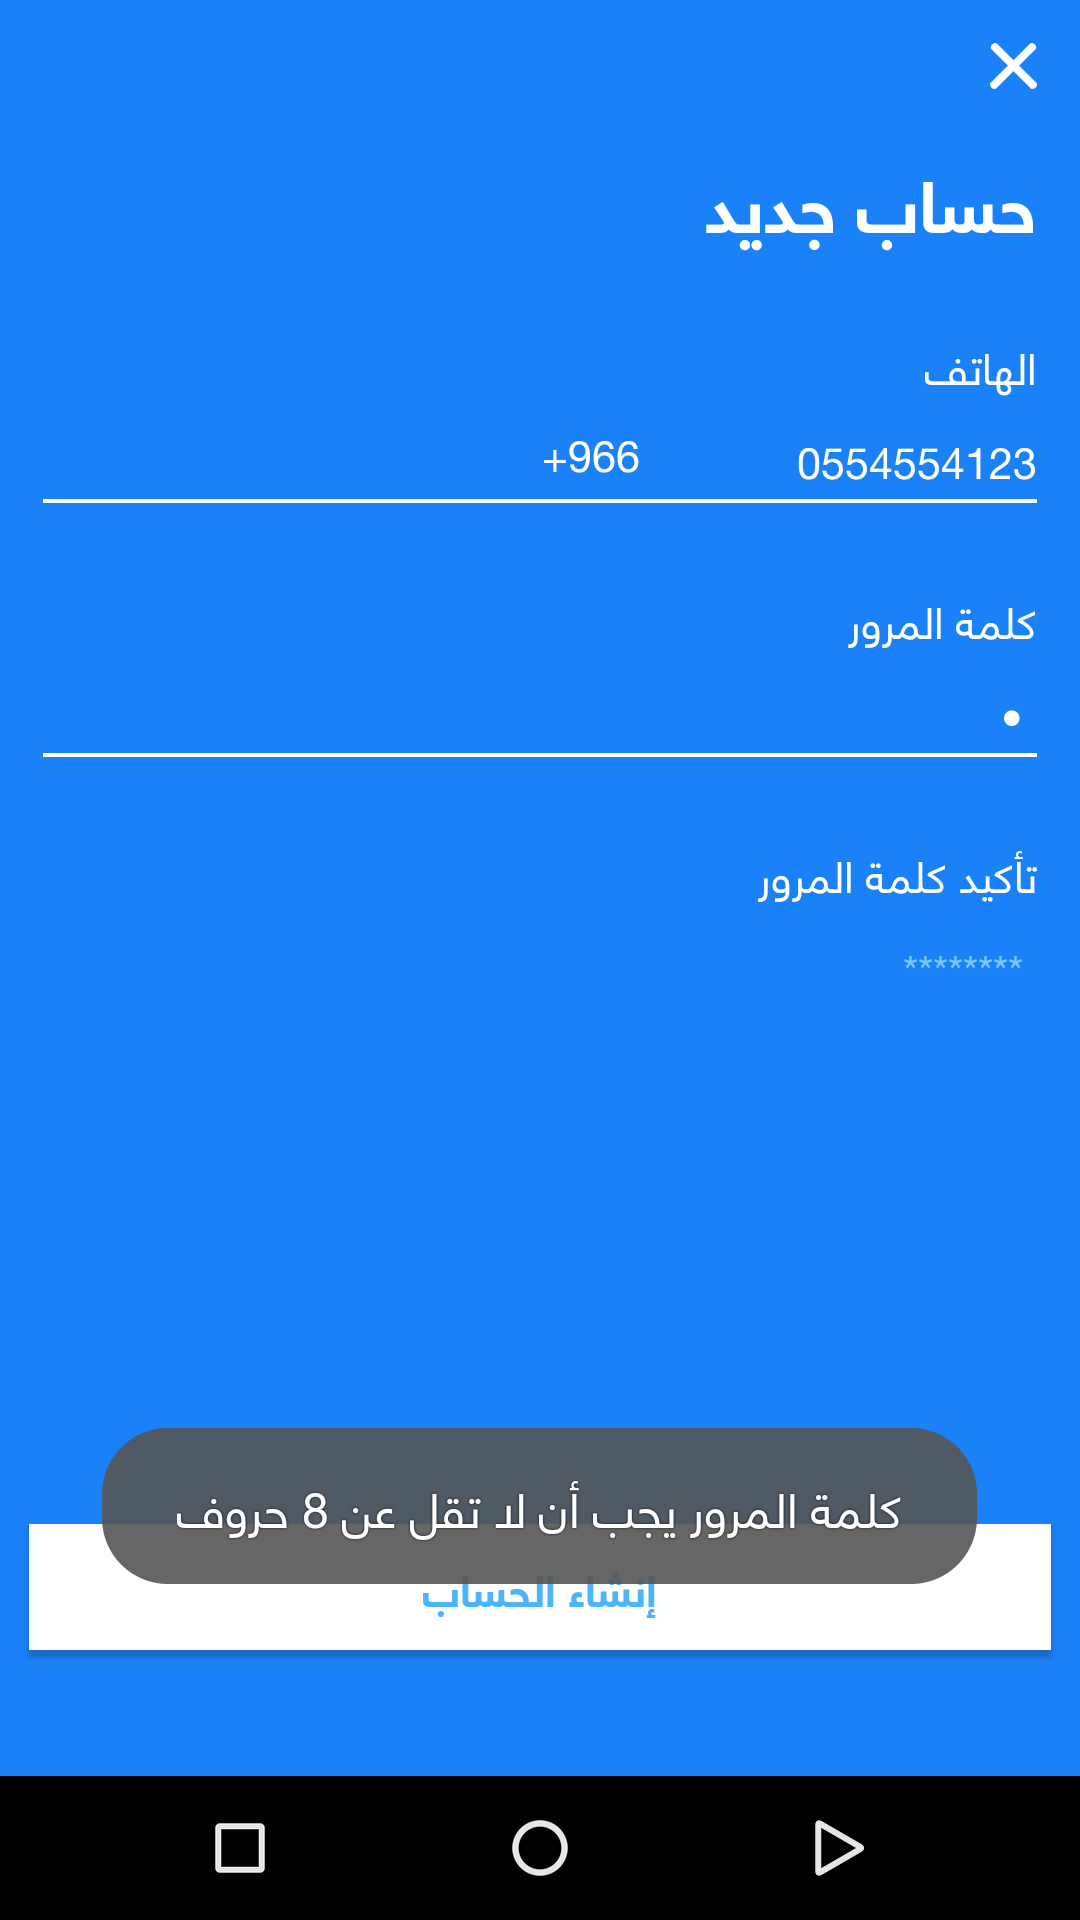 حساب جديد
الهاتف
0554554123 +966
كلمة المرور
•
تأكيد كلمة المرور
********
كلمة المرور يجب أن لا تقل عن 8 حروف
إنشاء الحساب